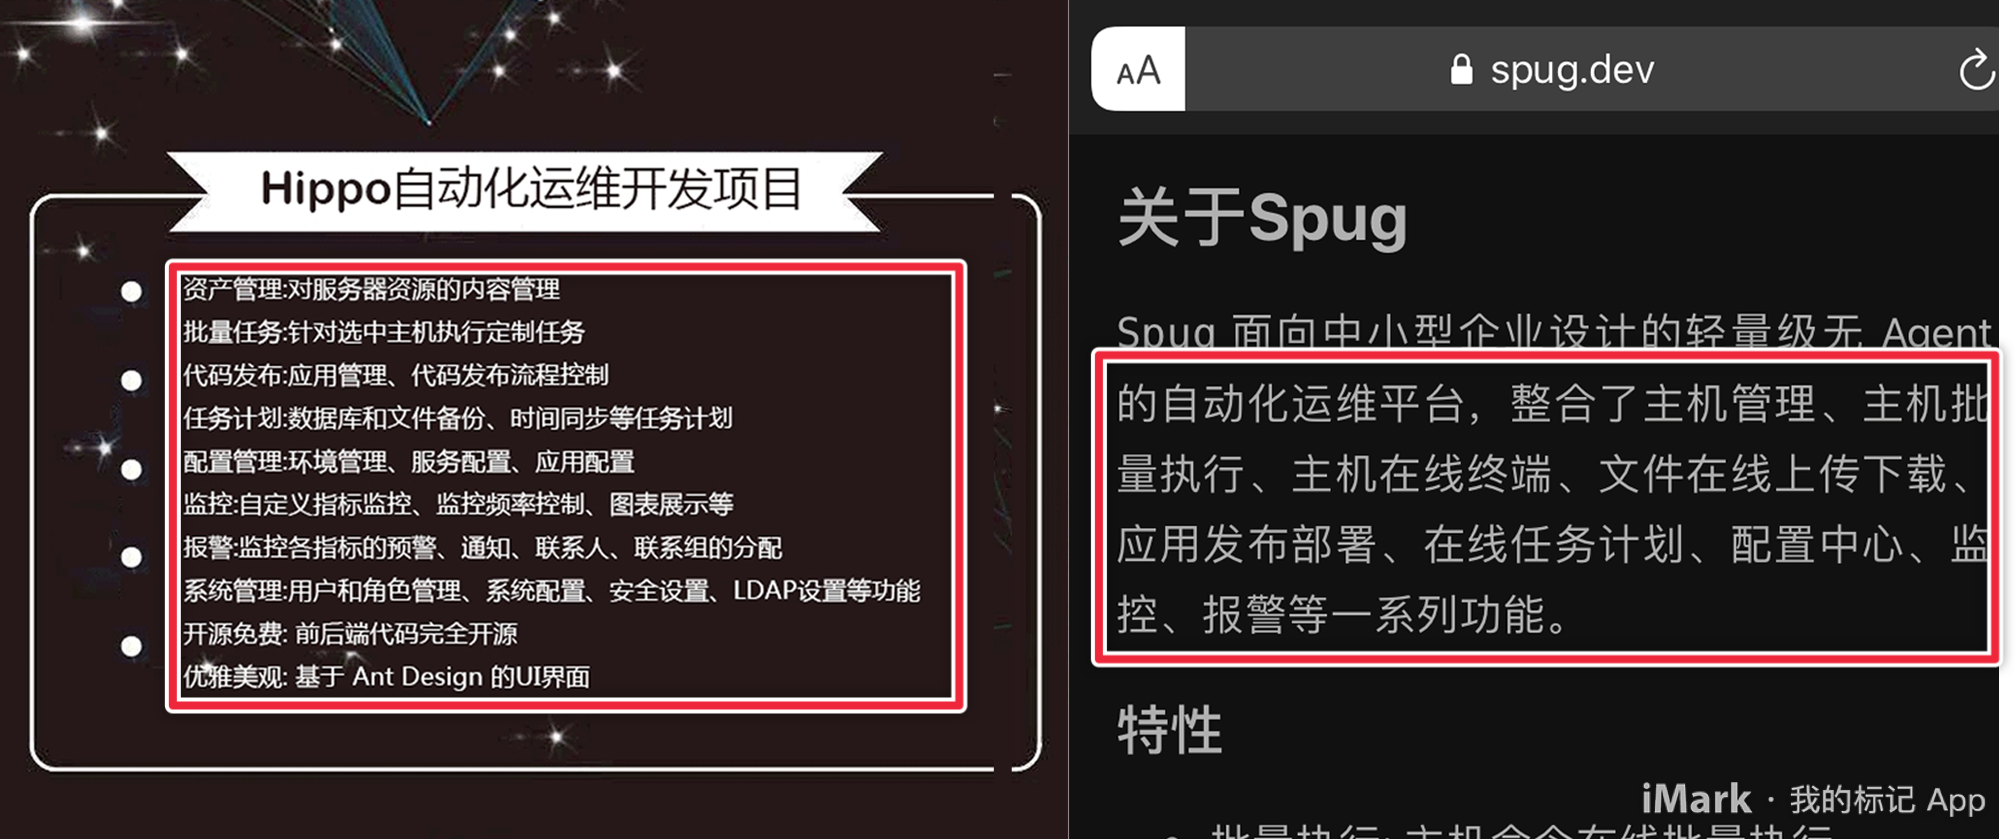 Hippo自动化运维开发项目
资产管理:对服务器资源的内容管理
批量任务:针对选中主机执行定制任务
代码发布:应用管理、代码发布流程控制
任务计划:数据库和文件备份、时间同步等任务计划
配置管理:环境管理、服务配置、应用配置
监控:自定义指标监控、监控频率控制、图表展示等
报警:监控各指标的预警、通知、联系人、联系组的分配
系统管理:用户和角色管理、系统配置、安全设置、LDAP设置等功能
开源免费: 前后端代码完全开源
优雅美观: 基于 Ant Design 的UI界面
AA
spug.dev
关于Spug
Spug 面向中小型企业设计的轻量级无 Agent
的自动化运维平台，整合了主机管理、主机批
量执行、主机在线终端、文件在线上传下载、
应用发布部署、在线任务计划、配置中心、监
控、报警等一系列功能。
特性
iMark · 我的标记 App
批量执行: 主机命令在线批量执行